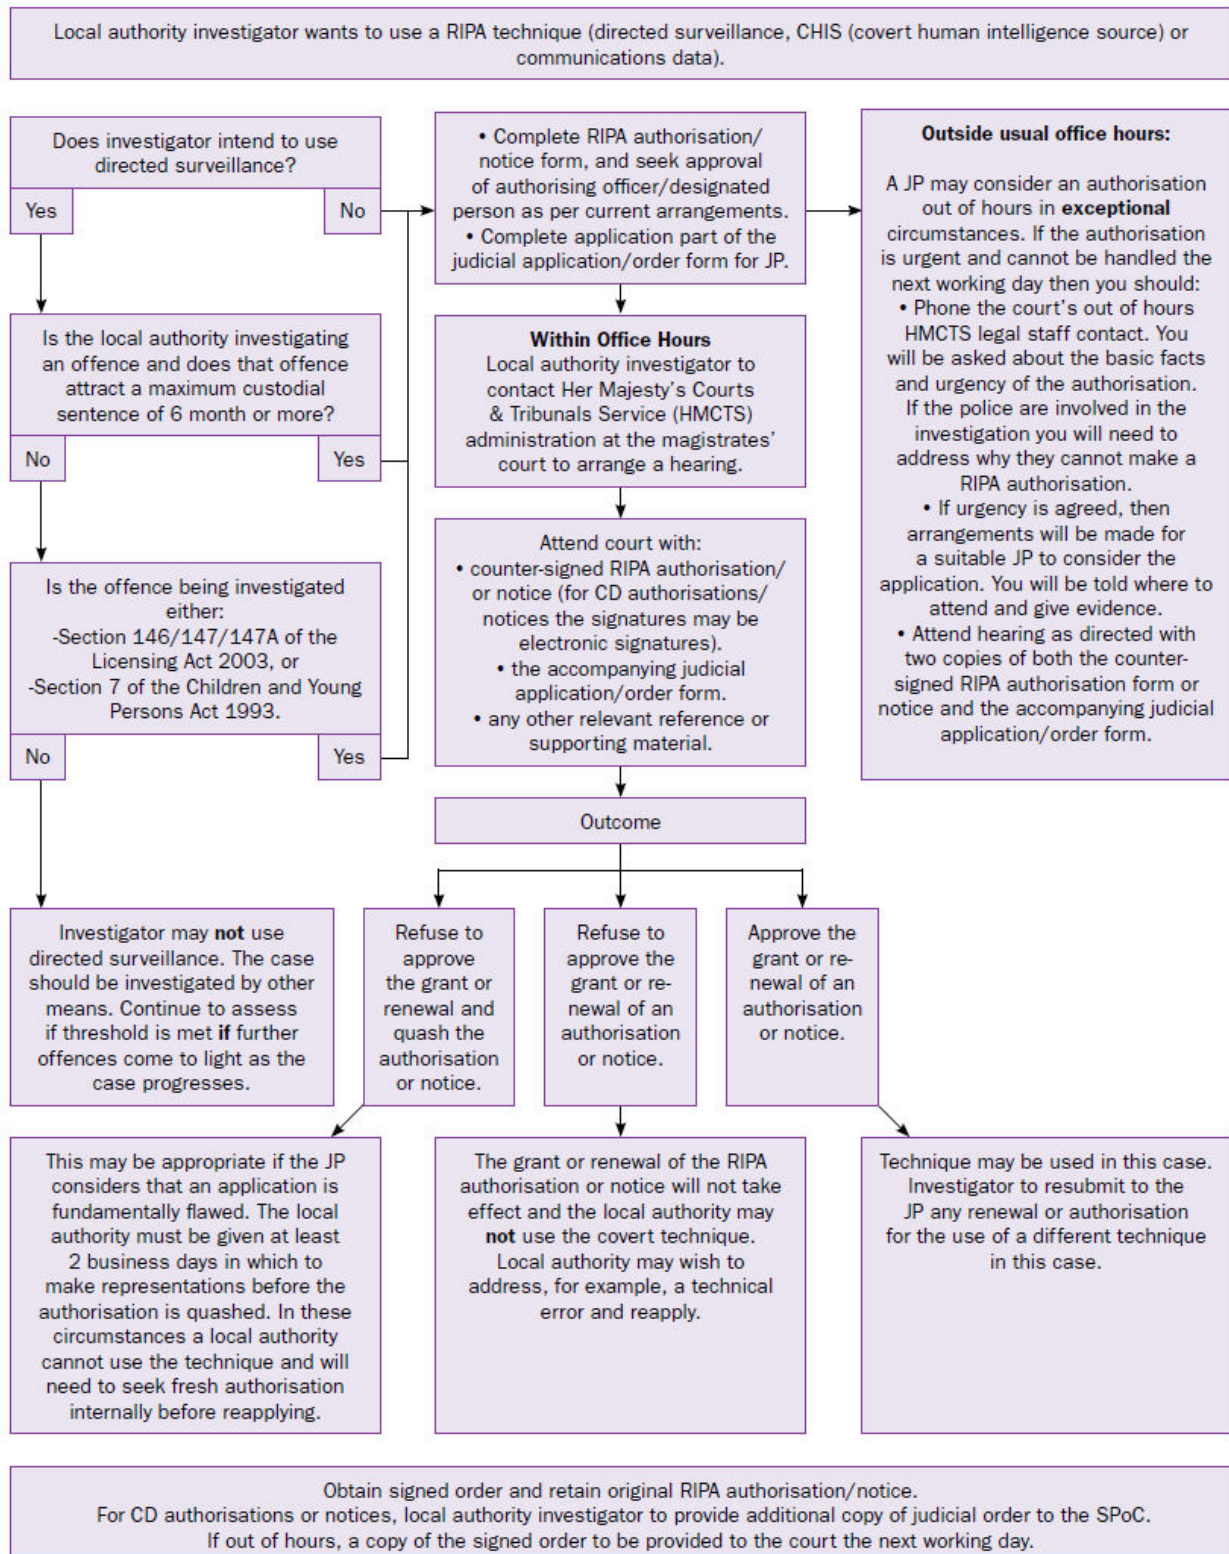 Local authority investigator wants to use a RIPA technique (directed surveillance, CHIS (covert human intelligence source) or
communications data).
Does investigator intend to use
directed surveillance?
Yes
No
Is the local authority investigating
an offence and does that offence
attract a maximum custodial
sentence of 6 month or more?
No
Yes
Is the offence being investigated
either:
-Section 146/147/147A of the
Licensing Act 2003, or
-Section 7 of the Children and Young
Persons Act 1993.
No
Yes
• Complete RIPA authorisation/
notice form, and seek approval
of authorising officer/designated
person as per current arrangements.
• Complete application part of the
judicial application/order form for JP.
Within Office Hours
Local authority investigator to
contact Her Majesty's Courts
& Tribunals Service (HMCTS)
administration at the magistrates'
court to arrange a hearing.
Attend court with:
• counter-signed RIPA authorisation/
or notice (for CD authorisations/
notices the signatures may be
electronic signatures).
• the accompanying judicial
application/order form.
• any other relevant reference or
supporting material.
Outside usual office hours:
A JP may consider an authorisation
out of hours in exceptional
circumstances. If the authorisation
is urgent and cannot be handled the
next working day then you should:
• Phone the court's out of hours
HMCTS legal staff contact. You
will be asked about the basic facts
and urgency of the authorisation.
If the police are involved in the
investigation you will need to
address why they cannot make a
RIPA authorisation.
• If urgency is agreed, then
arrangements will be made for
a suitable JP to consider the
application. You will be told where to
attend and give evidence.
• Attend hearing as directed with
two copies of both the counter-
signed RIPA authorisation form or
notice and the accompanying judicial
application/order form.
Outcome
Investigator may not use
directed surveillance. The case
should be investigated by other
means. Continue to assess
if threshold is met if further
offences come to light as the
case progresses.
Refuse to
approve
the grant or
renewal and
quash the
authorisation
or notice.
Refuse to
approve the
grant or re-
newal of an
authorisation
or notice.
Approve the
grant or re-
newal of an
authorisation
or notice.
This may be appropriate if the JP
considers that an application is
fundamentally flawed. The local
authority must be given at least
2 business days in which to
make representations before the
authorisation is quashed. In these
circumstances a local authority
cannot use the technique and will
need to seek fresh authorisation
internally before reapplying.
The grant or renewal of the RIPA
authorisation or notice will not take
effect and the local authority may
not use the covert technique.
Local authority may wish to
address, for example, a technical
error and reapply.
Technique may be used in this case.
Investigator to resubmit to the
JP any renewal or authorisation
for the use of a different technique
in this case.
Obtain signed order and retain original RIPA authorisation/notice.
For CD authorisations or notices, local authority investigator to provide additional copy of judicial order to the SPoC.
If out of hours, a copy of the signed order to be provided to the court the next working day.